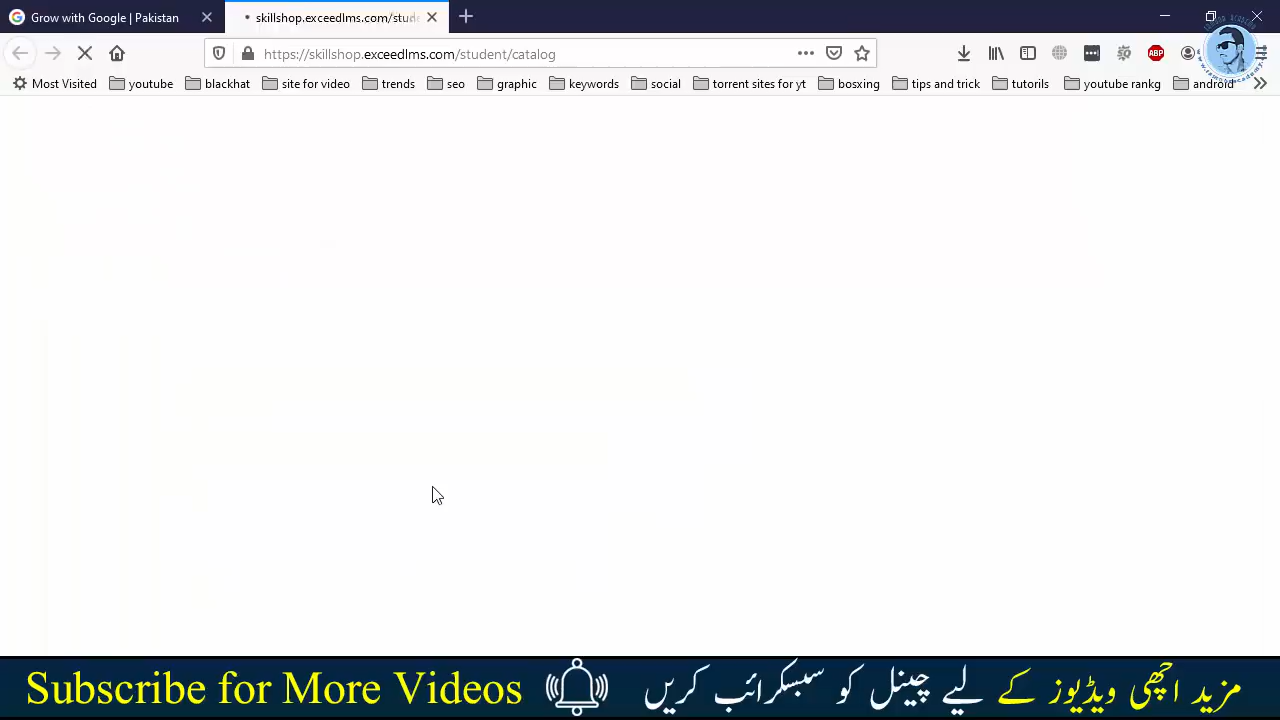 Grow with Google | Pakistan
skillshop.exceedlms.com/stud
https://skillshop.exceedlms.com/student/catalog
ABP
Most Visited youtube blackhat site for video trends seo graphic keywords social torrent sites for yt bosxing tips and trick tutorils youtube rankg android
Subscribe for More Videos
مزید اچھی ویڈیوز کے لیے چینل کو سبسکرائب کریں